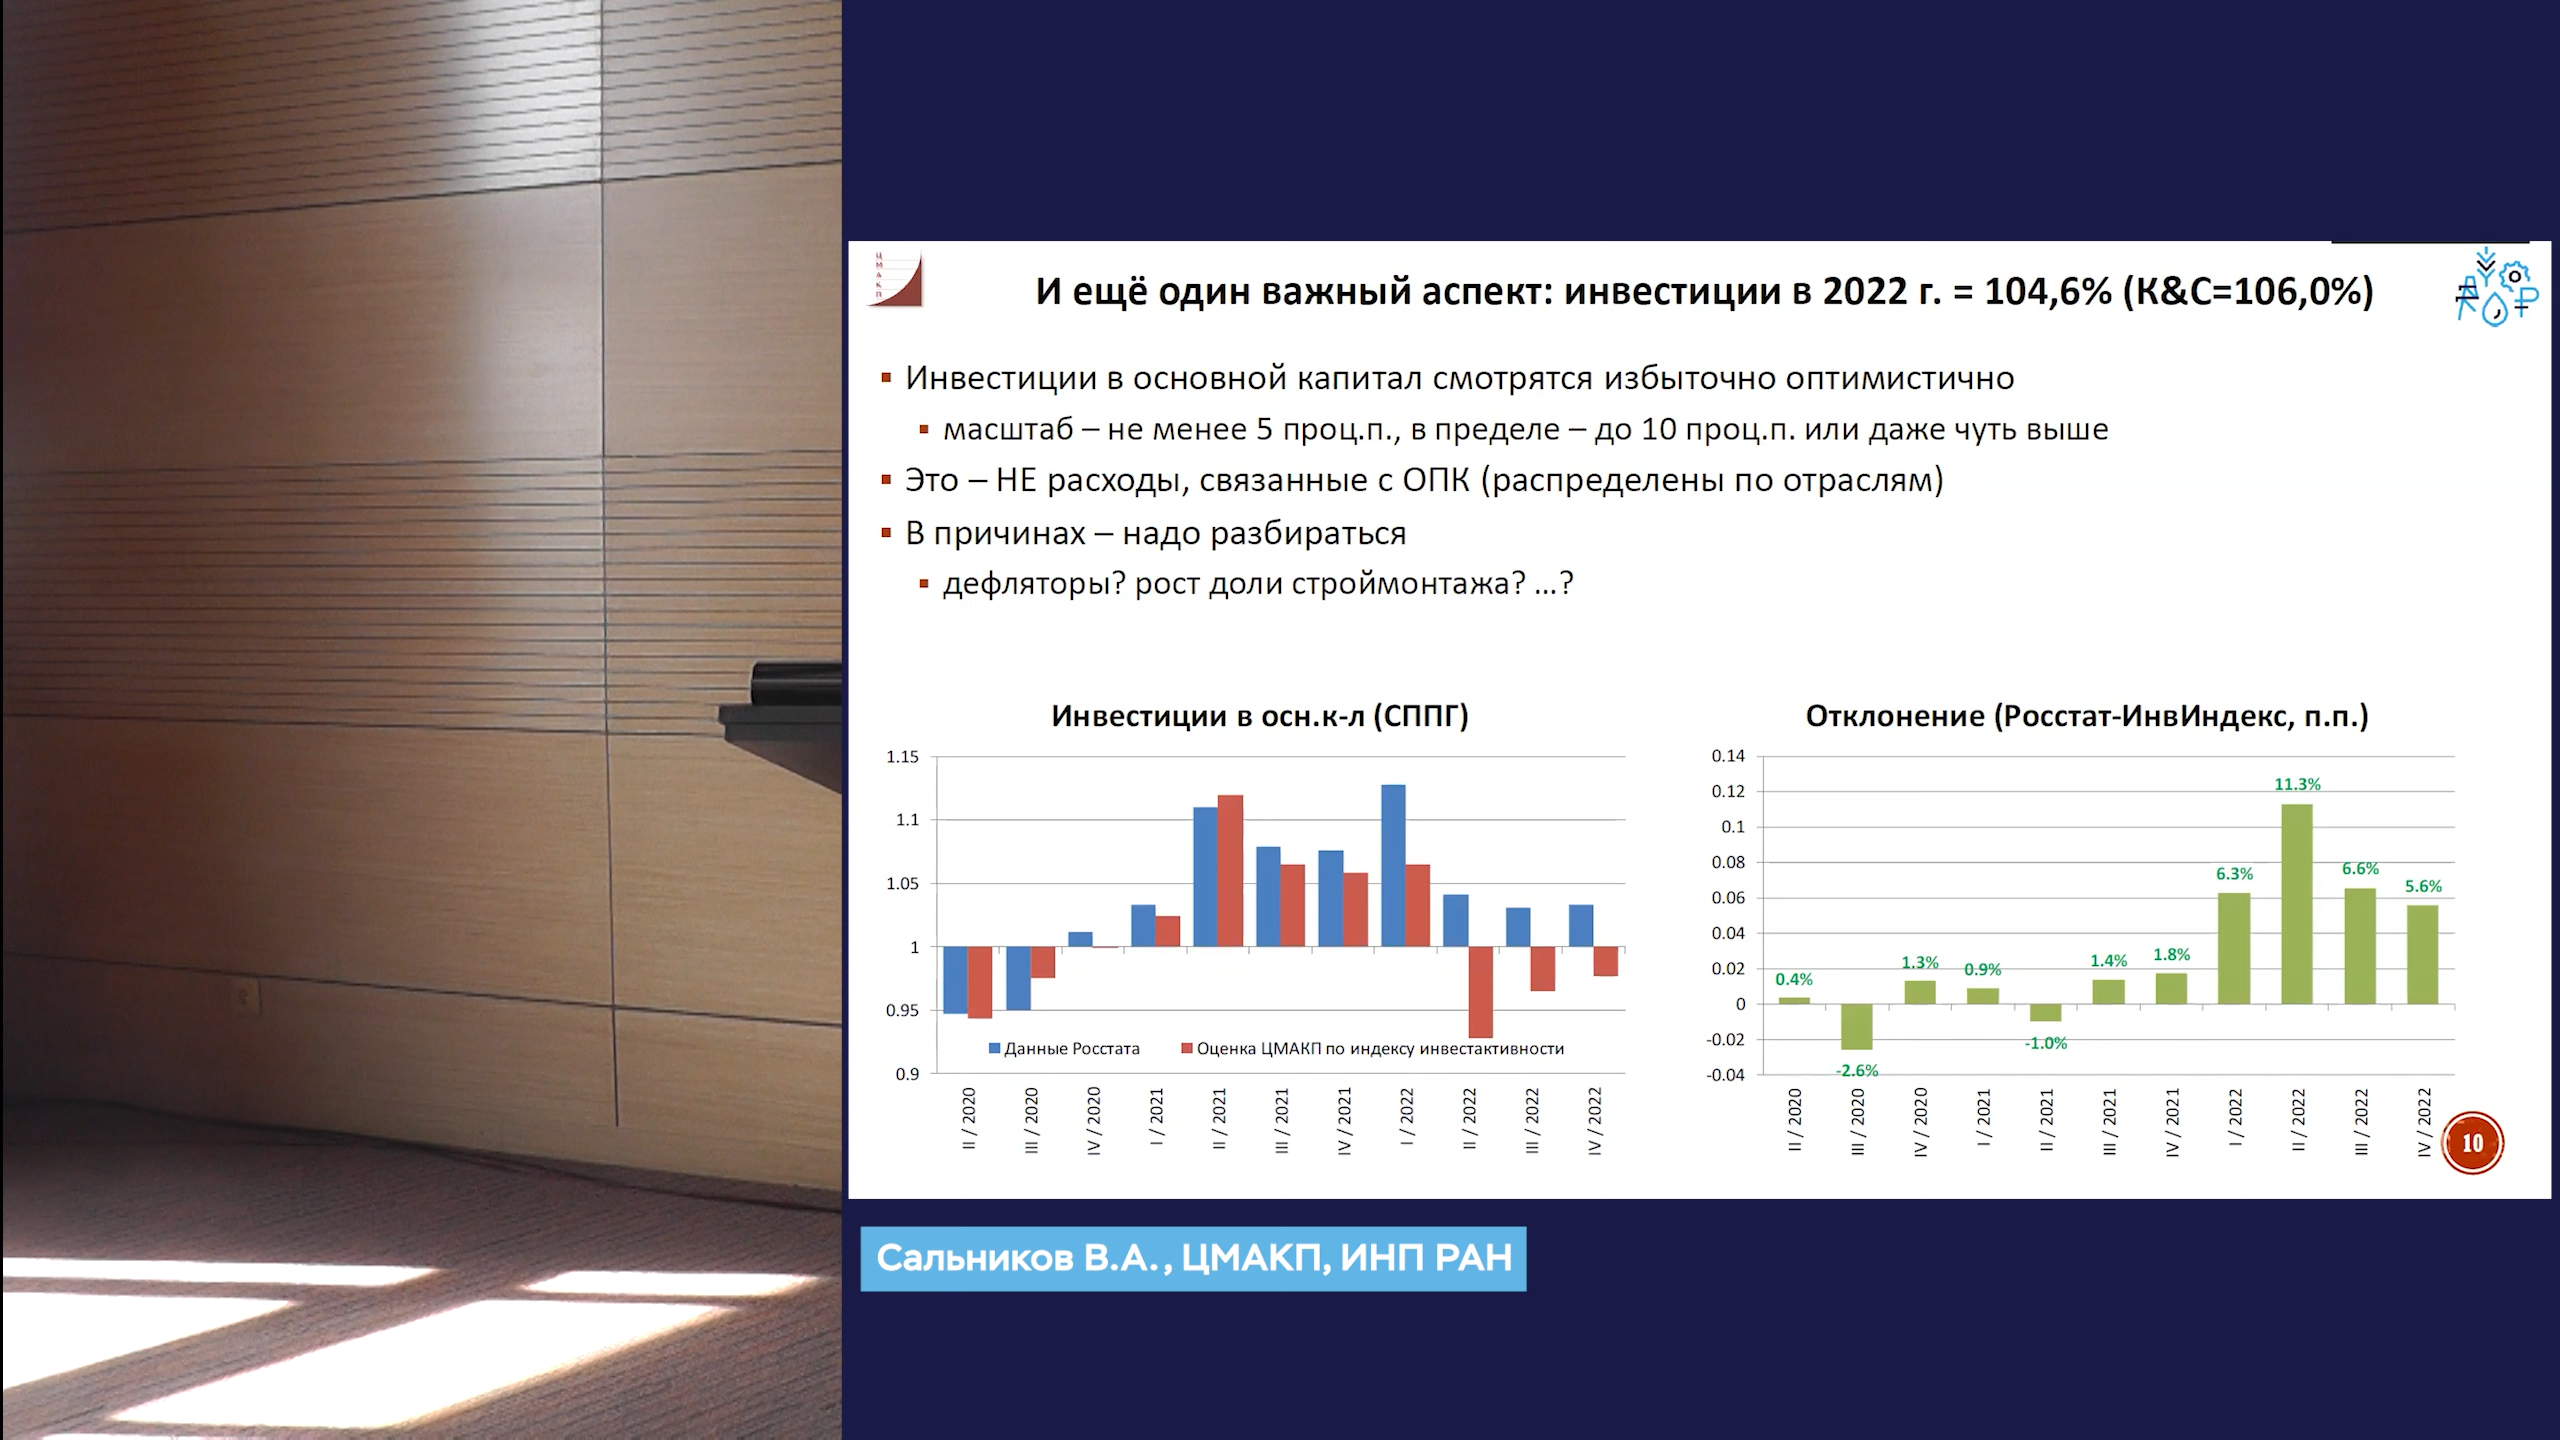 ЦМАКП
И ещё один важный аспект: инвестиции в 2022 г. = 104,6% (К&С=106,0%)
Инвестиции в основной капитал смотрятся избыточно оптимистично
масштаб – не менее 5 проц.п., в пределе – до 10 проц.п. или даже чуть выше
Это – НЕ расходы, связанные с ОПК (распределены по отраслям)
В причинах – надо разбираться
дефляторы? рост доли строймонтажа? ...?
Инвестиции в осн.к-л (СППГ)
1.15
1.1
1.05
1
0.95
0.9
Данные Росстата
Оценка ЦМАКП по индексу инвестактивности
II / 2020
III / 2020
IV / 2020
I / 2021
II / 2021
III / 2021
IV / 2021
I / 2022
II / 2022
III / 2022
IV / 2022
Отклонение (Росстат-ИнвИндекс, п.п.)
0.14
0.12
0.1
0.08
0.06
0.04
0.02
0
-0.02
-0.04
0.4%
-2.6%
1.3%
0.9%
-1.0%
1.4%
1.8%
6.3%
11.3%
6.6%
5.6%
II / 2020
III / 2020
IV / 2020
I / 2021
II / 2021
III / 2021
IV / 2021
I / 2022
II / 2022
III / 2022
IV / 2022
10
Сальников В.А., ЦМАКП, ИНП РАН